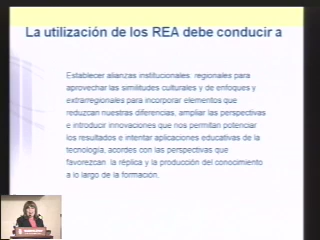 La utilización de los REA debe conducir a
Establecer alianzas institucionales: regionales para
aprovechar las similitudes culturales y de enfoques y
extrarregionales para incorporar elementos que
reduzcan nuestras diferencias, ampliar las perspectivas
e introducir innovaciones que nos permitan potenciar
los resultados e intentar aplicaciones educativas de la
tecnología, acordes con las perspectivas que
favorezcan la réplica y la producción del conocimiento
a lo largo de la formación.